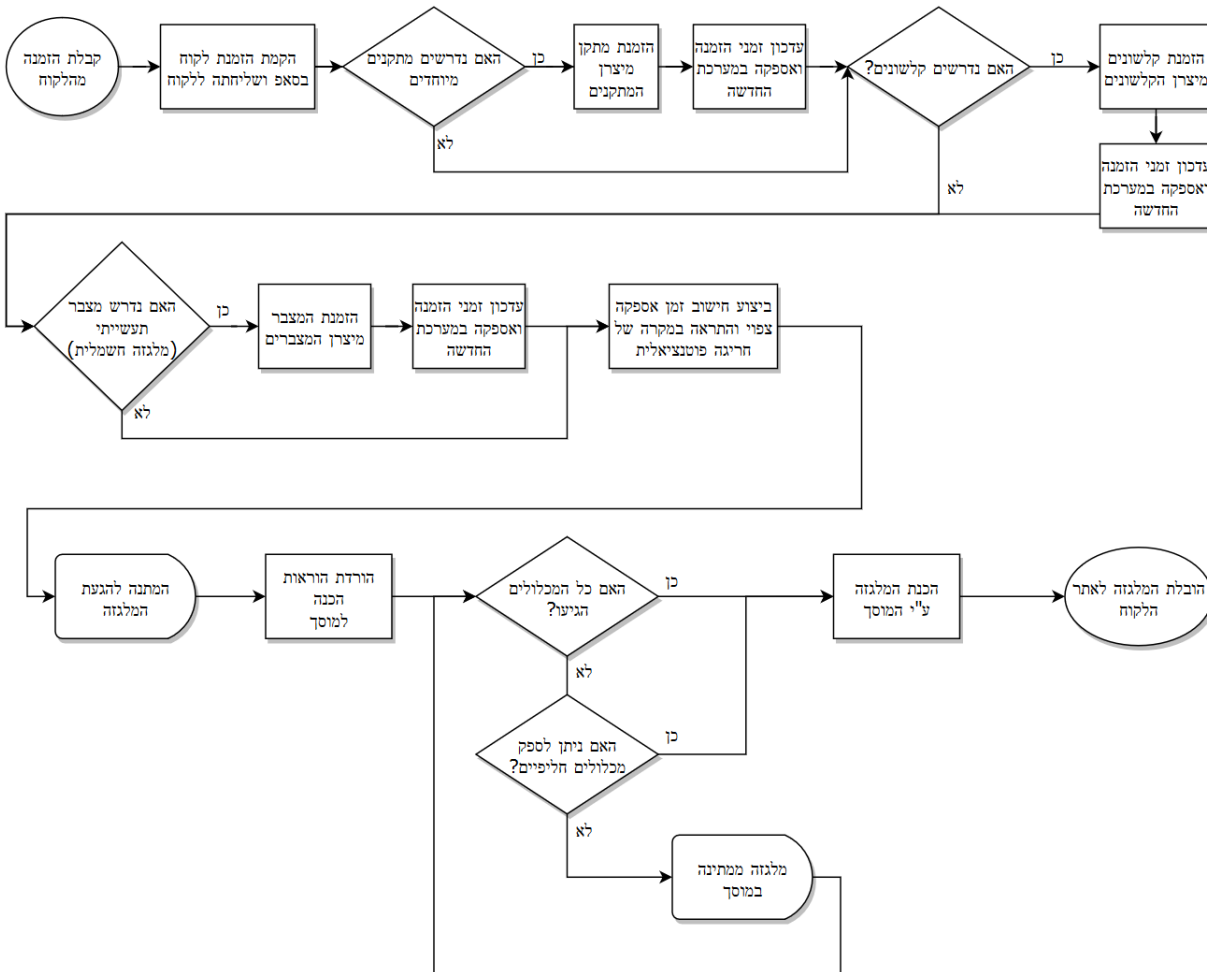 קבלת הזמנה
מהלקוח
הקמת הזמנת לקוח
בסאפ ושליחתה ללקוח
האם נדרשים מתקנים
מיוחדים
כן
לא
הזמנת מתקן
מיצרן
המתקנים
עדכון זמני הזמנה
ואספקה במערכת
החדשה
האם נדרשים קלשונים?
כן
לא
הזמנת קלשונים
מיצרן הקלשונים
עדכון זמני הזמנה
ואספקה במערכת
החדשה
האם נדרש מצבר
תעשייתי
(מלגזה חשמלית)
כן
לא
הזמנת המצבר
מיצרן המצברים
עדכון זמני הזמנה
ואספקה במערכת
החדשה
ביצוע חישוב זמן אספקה
צפוי והתראה במקרה של
חריגה פוטנציאלית
המתנה להגעת
המלגזה
הורדת הוראות
הכנה
למוסך
האם כל המכלולים
הגיעו?
כן
לא
האם ניתן לספק
מכלולים חליפיים?
כן
לא
מלגזה ממתינה
במוסך
הכנת המלגזה
ע"י המוסך
הובלת המלגזה לאתר
הלקוח